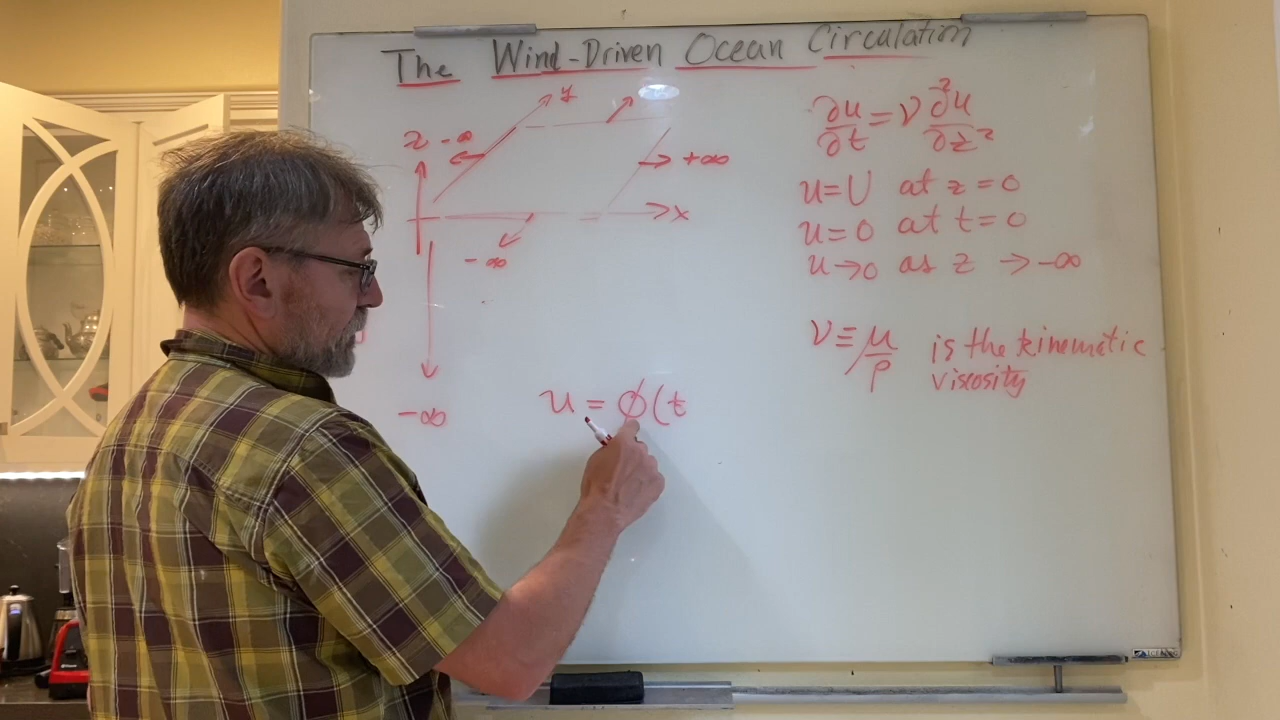 The Wind-Driven Ocean Circulation
y
z -∞
+∞
x
-∞
-∞
∂u/∂t = ν ∂²u/∂z²
u=U at z=0
u=0 at t=0
u→0 as z →-∞
ν≡μ/ρ is the kinematic
viscosity
u = ϕ(t